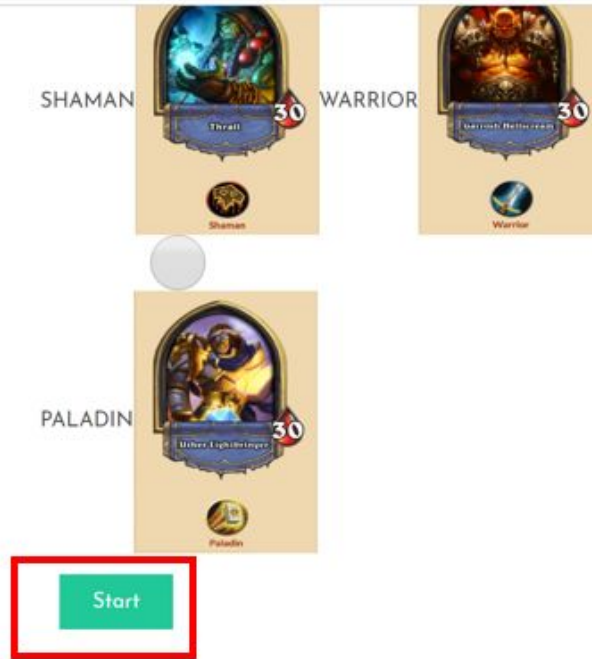 SHAMAN
Thrall
30
Shaman
WARRIOR
Garrosh Hellscream
30
Warrior
PALADIN
Uther Lightbringer
30
Paladin
Start